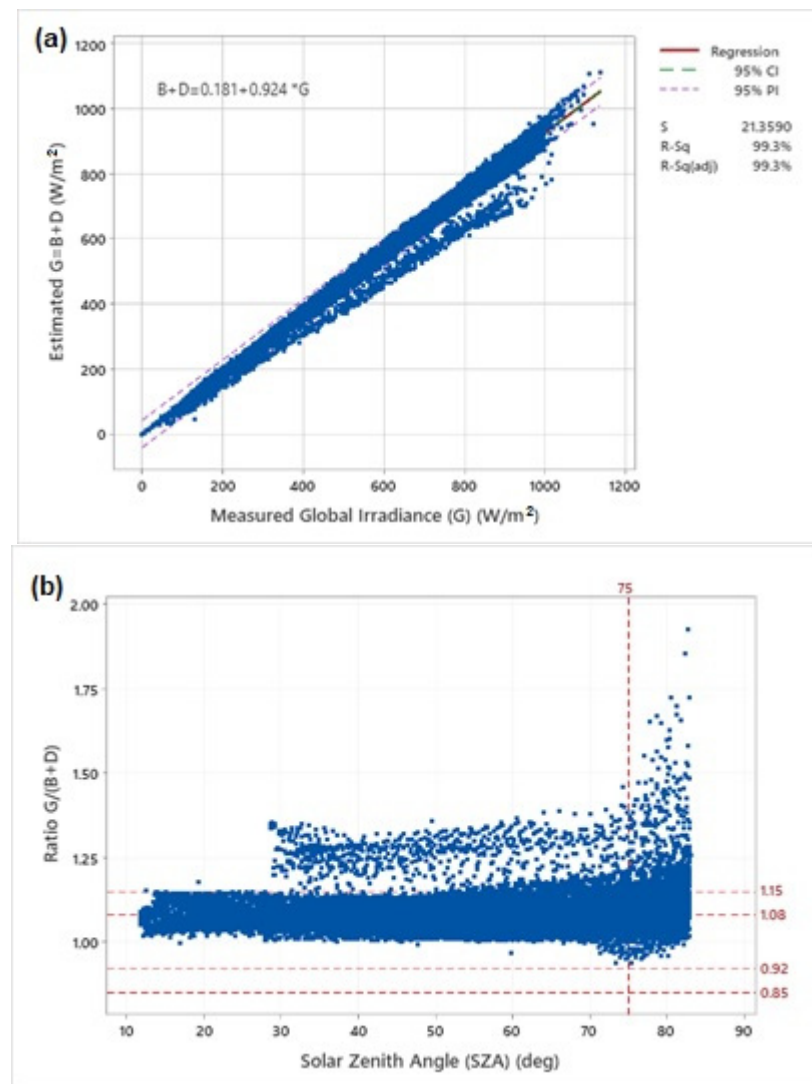 (a)
B+D=0.181+0.924 *G
Estimated G=B+D (W/m²)
1200
1000
800
600
400
200
0
0 200 400 600 800 1000 1200
Measured Global Irradiance (G) (W/m²)
Regression
95% CI
95% PI
S 21.3590
R-Sq 99.3%
R-Sq(adj) 99.3%
(b)
75
Ratio G/(B+D)
2.00
1.75
1.50
1.25
1.00
1.15
1.08
0.92
0.85
10 20 30 40 50 60 70 80 90
Solar Zenith Angle (SZA) (deg)